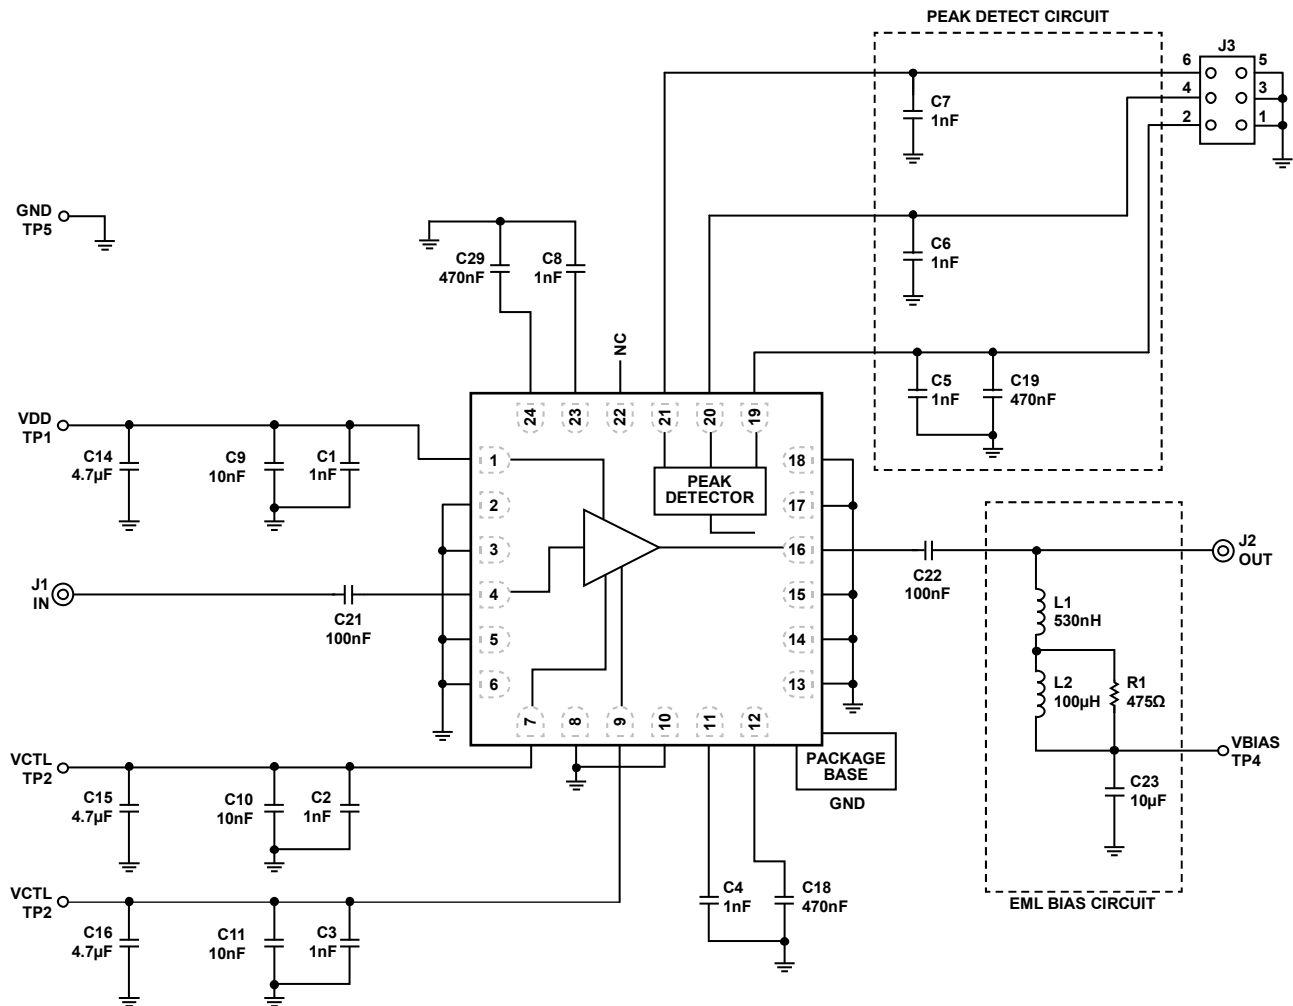 PEAK DETECT CIRCUIT
J3
6
5
4
3
2
1
C7
1nF
GND
TP5
C6
1nF
C29
470nF
C8
1nF
NC
C5
1nF
C19
470nF
VDD
TP1
C14
4.7µF
C9
10nF
C1
1nF
24
23
22
21
20
19
PEAK
DETECTOR
1
2
3
4
5
6
18
17
16
15
14
13
7
8
9
10
11
12
J1
IN
C21
100nF
C22
100nF
J2
OUT
L1
530nH
L2
100µH
R1
475Ω
VBIAS
TP4
C23
10µF
EML BIAS CIRCUIT
PACKAGE
BASE
GND
VCTL
TP2
C15
4.7µF
C10
10nF
C2
1nF
VCTL
TP2
C16
4.7µF
C11
10nF
C3
1nF
C4
1nF
C18
470nF